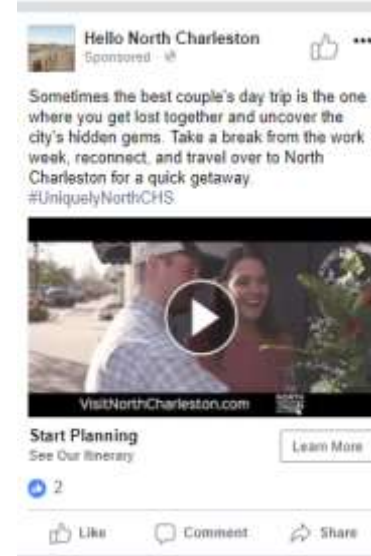 Hello North Charleston
Sponsored ·
Sometimes the best couple's day trip is the one
where you get lost together and uncover the
city's hidden gems. Take a break from the work
week, reconnect, and travel over to North
Charleston for a quick getaway.
#UniquelyNorthCHS
VisitNorthCharleston.com
NORTH
Start Planning
See Our Itinerary
Learn More
2
Like
Comment
Share